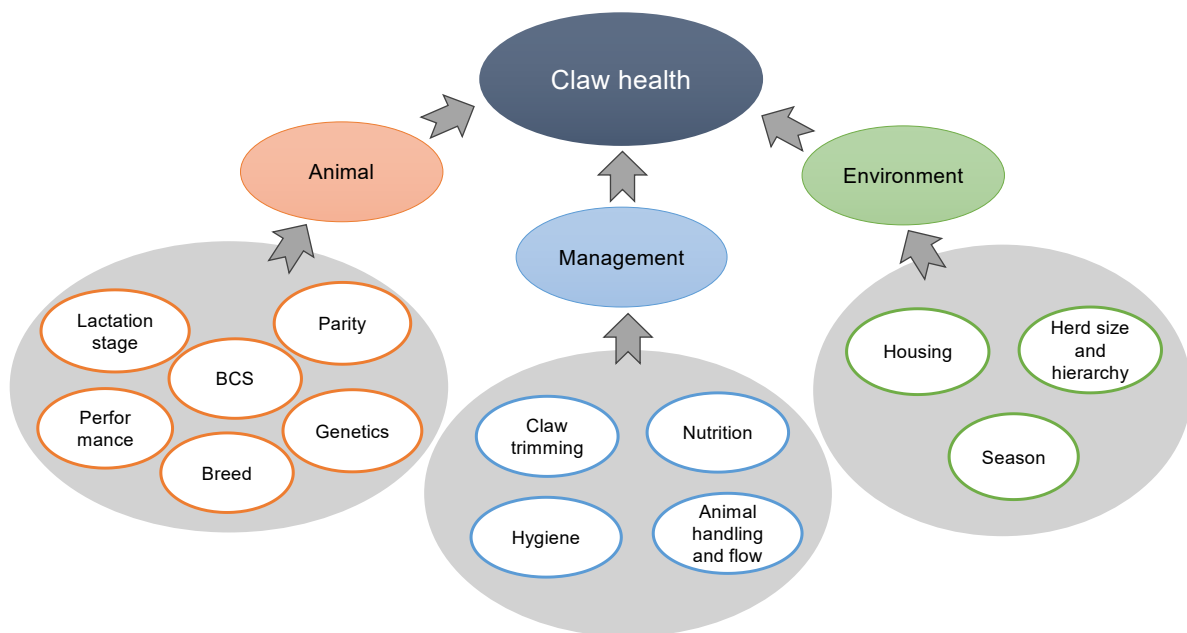 Claw health
Animal
Management
Environment
Lactation
stage
Parity
BCS
Perfor
mance
Genetics
Breed
Claw
trimming
Nutrition
Hygiene
Animal
handling
and flow
Housing
Herd size
and
hierarchy
Season